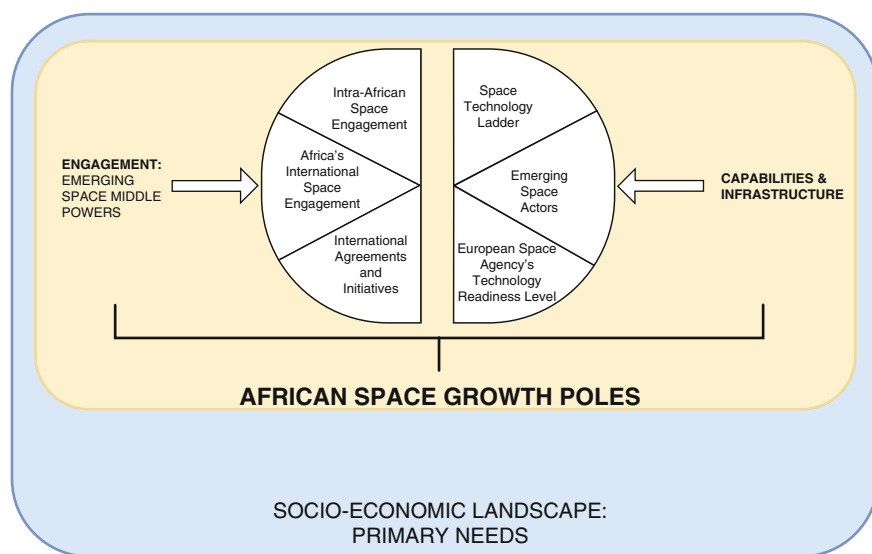 Intra-African
Space
Engagement
Africa's
International
Space
Engagement
International
Agreements
and
Initiatives
Space
Technology
Ladder
Emerging
Space
Actors
European Space
Agency's
Technology
Readiness Level
ENGAGEMENT:
EMERGING
SPACE MIDDLE
POWERS
CAPABILITIES &
INFRASTRUCTURE
AFRICAN SPACE GROWTH POLES
SOCIO-ECONOMIC LANDSCAPE:
PRIMARY NEEDS